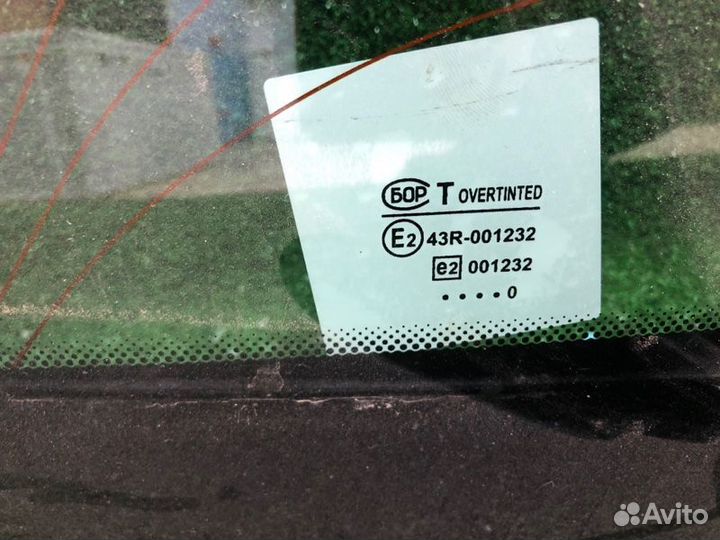 БОР T OVERTINTED
E2 43R-001232
e2 001232
....0
Avito